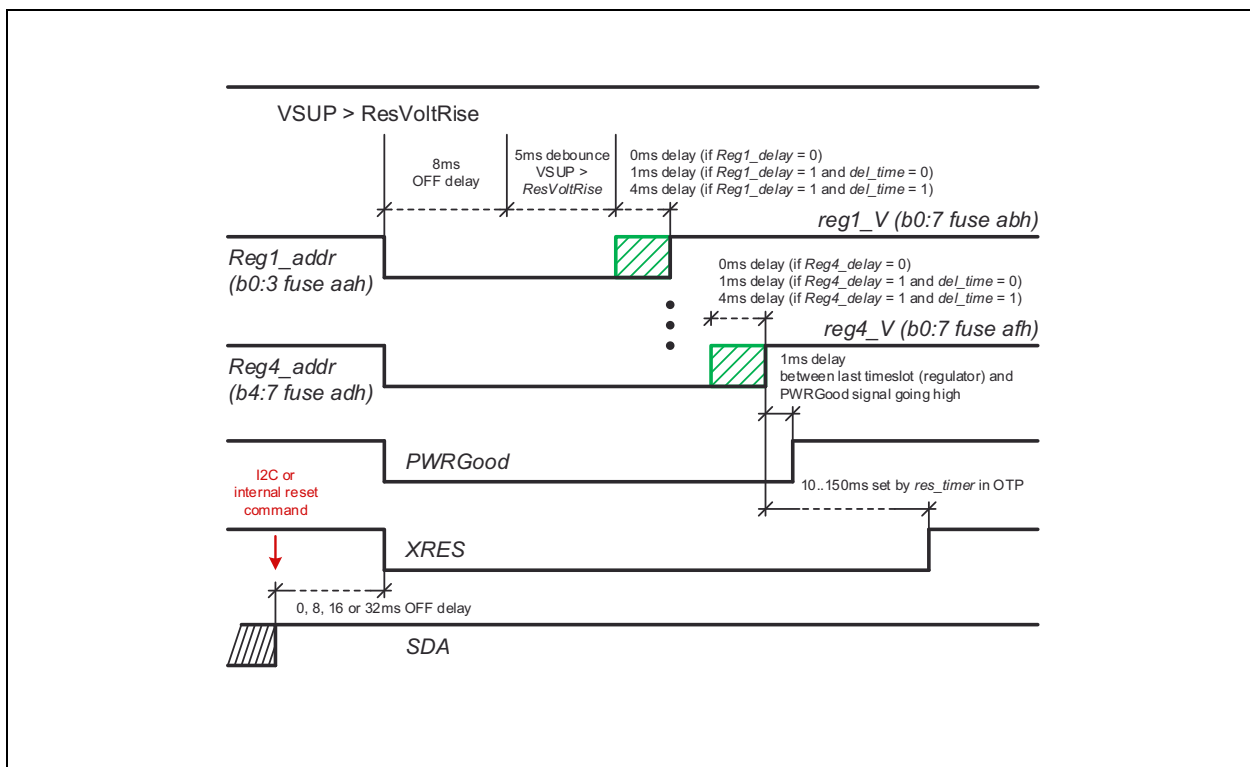 VSUP > ResVoltRise
8ms
OFF delay
5ms debounce
VSUP >
ResVoltRise
0ms delay (if Reg1_delay = 0)
1ms delay (if Reg1_delay = 1 and del_time = 0)
4ms delay (if Reg1_delay = 1 and del_time = 1)
reg1_V (b0:7 fuse abh)
Reg1_addr
(b0:3 fuse aah)
0ms delay (if Reg4_delay = 0)
1ms delay (if Reg4_delay = 1 and del_time = 0)
4ms delay (if Reg4_delay = 1 and del_time = 1)
reg4_V (b0:7 fuse afh)
Reg4_addr
(b4:7 fuse adh)
1ms delay
between last timeslot (regulator) and
PWRGood signal going high
PWRGood
I2C or
internal reset
command
10..150ms set by res_timer in OTP
XRES
0, 8, 16 or 32ms OFF delay
SDA